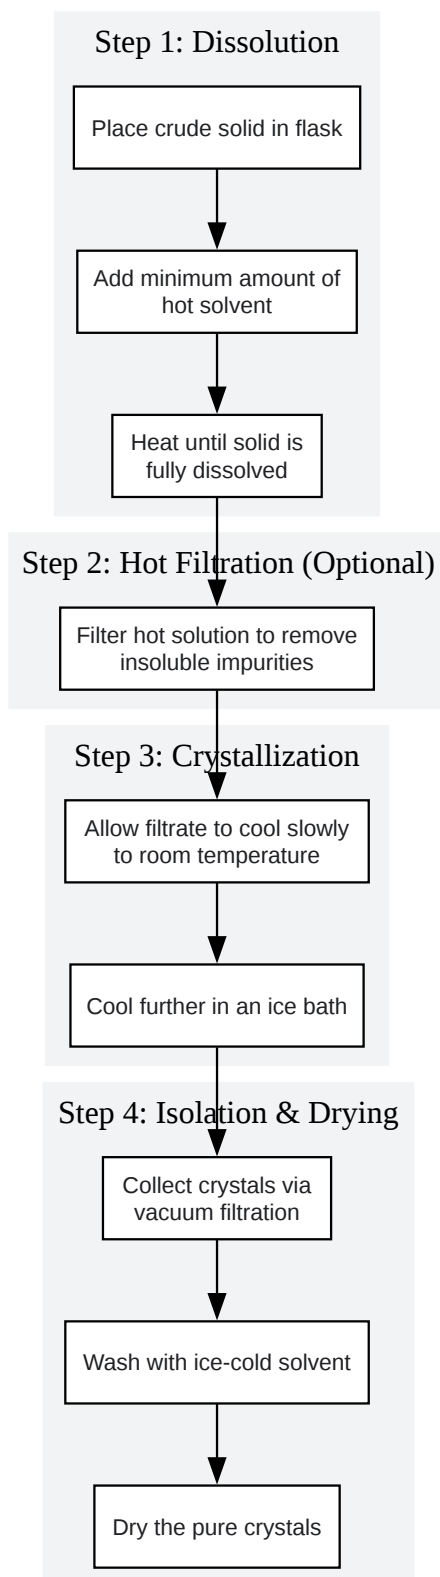 Step 1: Dissolution
Place crude solid in flask
Add minimum amount of
hot solvent
Heat until solid is
fully dissolved
Step 2: Hot Filtration (Optional)
Filter hot solution to remove
insoluble impurities
Step 3: Crystallization
Allow filtrate to cool slowly
to room temperature
Cool further in an ice bath
Step 4: Isolation & Drying
Collect crystals via
vacuum filtration
Wash with ice-cold solvent
Dry the pure crystals